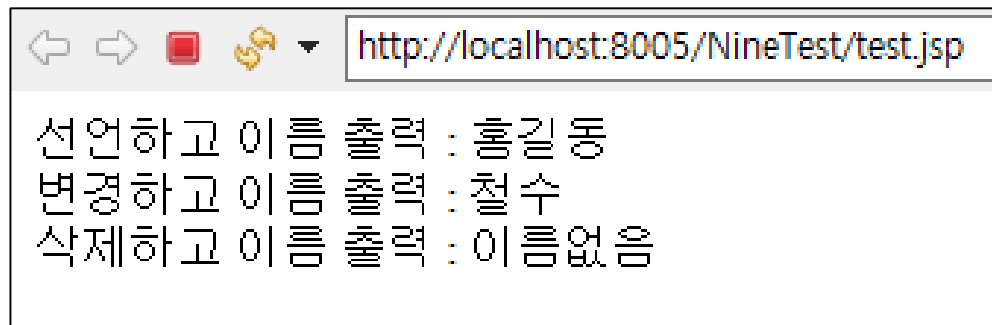 http://localhost:8005/NineTest/test.jsp
선언하고 이름 출력 : 홍길동
변경하고 이름 출력 : 철수
삭제하고 이름 출력 : 이름없음